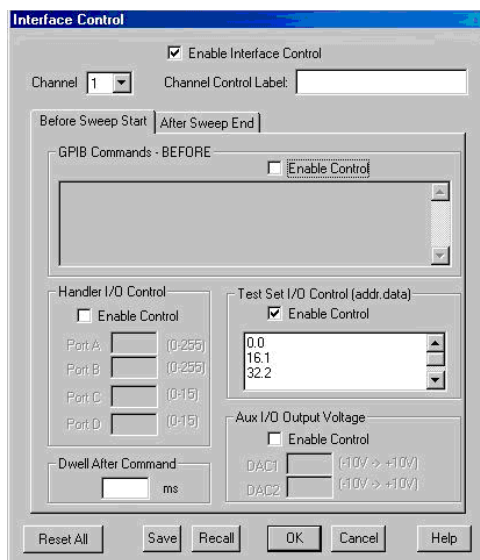 Interface Control
Enable Interface Control
Channel 1 Channel Control Label:
Before Sweep Start After Sweep End
GPIB Commands - BEFORE
Enable Control
Handler I/O Control
Enable Control
Port A (0-255)
Port B (0-255)
Port C (0-15)
Port D (0-15)
Test Set I/O Control (addr.data)
Enable Control
0.0
16.1
32.2
Aux I/O Output Voltage
Enable Control
DAC1 (-10V -> +10V)
DAC2 (-10V -> +10V)
Dwell After Command
ms
Reset All Save Recall OK Cancel Help